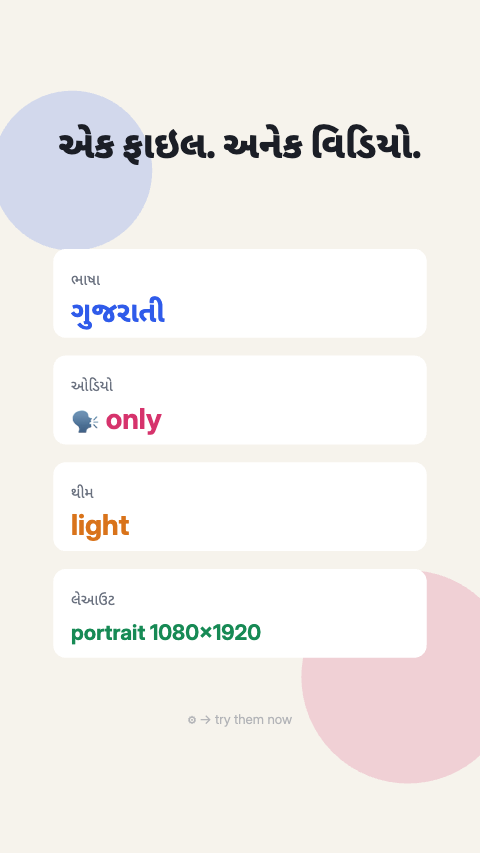 એક ફાઇલ. અનેક વિડિયો.
ભાષા
ગુજરાતી
ઓડિયો
🗣️ only
થીમ
light
લેઆઉટ
portrait 1080×1920
⚙ → try them now